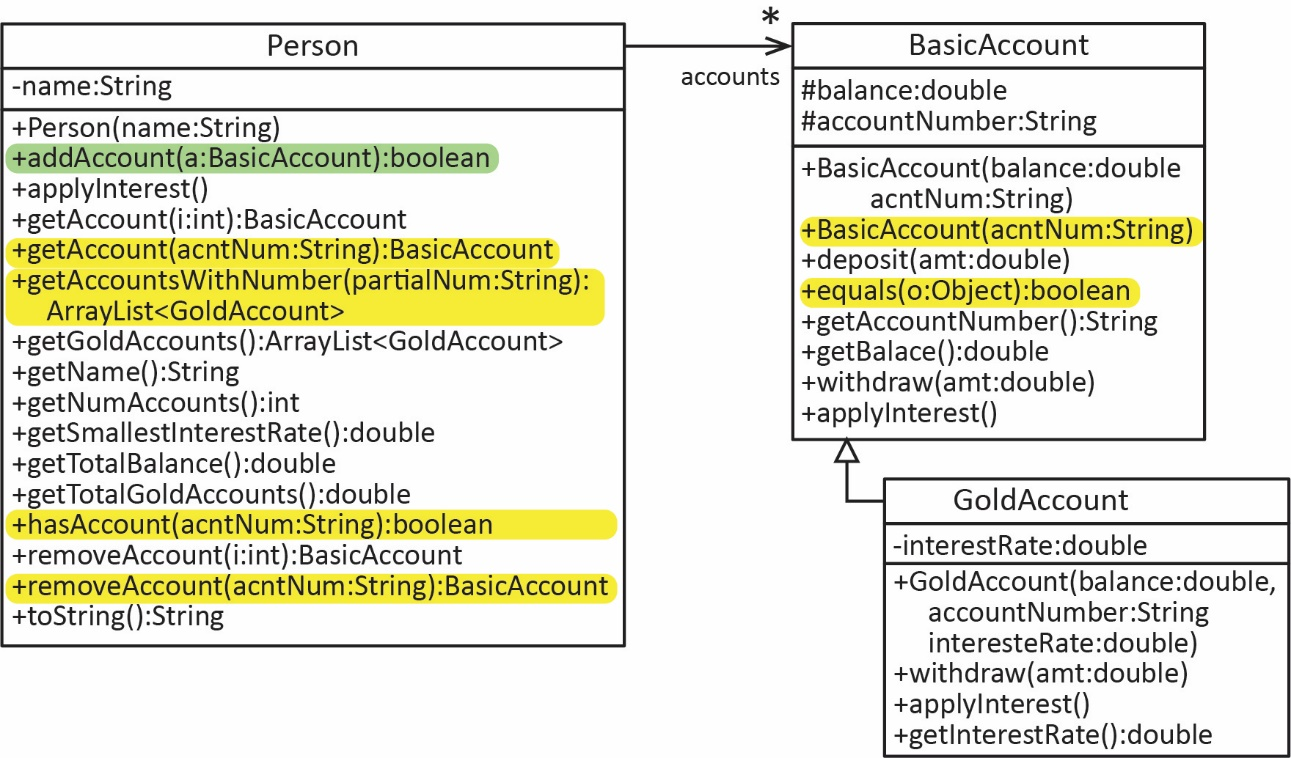 Person
-name:String
+Person(name:String)
+addAccount(a:BasicAccount):boolean
+applyInterest()
+getAccount(i:int):BasicAccount
+getAccount(acntNum:String):BasicAccount
+getAccountsWithNumber(partialNum:String):
ArrayList<GoldAccount>
+getGoldAccounts():ArrayList<GoldAccount>
+getName():String
+getNumAccounts():int
+getSmallestInterestRate():double
+getTotalBalance():double
+getTotalGoldAccounts():double
+hasAccount(acntNum:String):boolean
+removeAccount(i:int):BasicAccount
+removeAccount(acntNum:String):BasicAccount
+toString():String
*
accounts
BasicAccount
#balance:double
#accountNumber:String
+BasicAccount(balance:double
acntNum:String)
+BasicAccount(acntNum:String)
+deposit(amt:double)
+equals(o:Object):boolean
+getAccountNumber():String
+getBalace():double
+withdraw(amt:double)
+applyInterest()
GoldAccount
-interestRate:double
+GoldAccount(balance:double,
accountNumber:String
interesteRate:double)
+withdraw(amt:double)
+applyInterest()
+getInterestRate():double